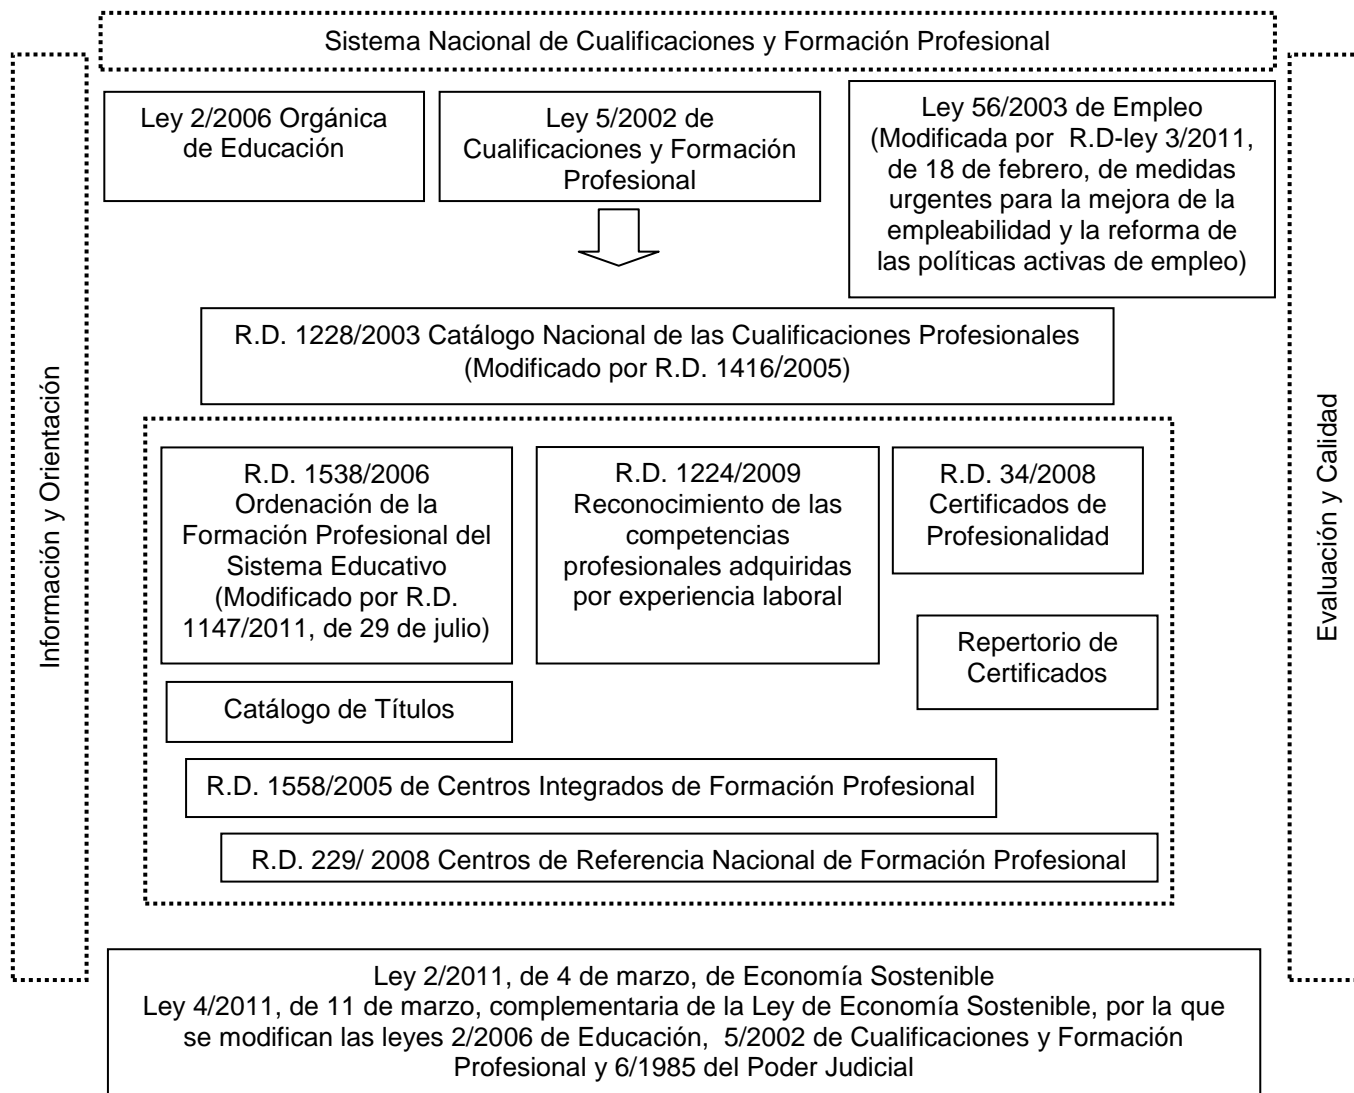 Sistema Nacional de Cualificaciones y Formación Profesional
Información y Orientación
Evaluación y Calidad
Ley 2/2006 Orgánica
de Educación
Ley 5/2002 de
Cualificaciones y Formación
Profesional
Ley 56/2003 de Empleo
(Modificada por R.D-ley 3/2011,
de 18 de febrero, de medidas
urgentes para la mejora de la
empleabilidad y la reforma de
las políticas activas de empleo)
R.D. 1228/2003 Catálogo Nacional de las Cualificaciones Profesionales
(Modificado por R.D. 1416/2005)
R.D. 1538/2006
Ordenación de la
Formación Profesional del
Sistema Educativo
(Modificado por R.D.
1147/2011, de 29 de julio)
R.D. 1224/2009
Reconocimiento de las
competencias
profesionales adquiridas
por experiencia laboral
R.D. 34/2008
Certificados de
Profesionalidad
Repertorio de
Certificados
Catálogo de Títulos
R.D. 1558/2005 de Centros Integrados de Formación Profesional
R.D. 229/ 2008 Centros de Referencia Nacional de Formación Profesional
Ley 2/2011, de 4 de marzo, de Economía Sostenible
Ley 4/2011, de 11 de marzo, complementaria de la Ley de Economía Sostenible, por la que
se modifican las leyes 2/2006 de Educación, 5/2002 de Cualificaciones y Formación
Profesional y 6/1985 del Poder Judicial